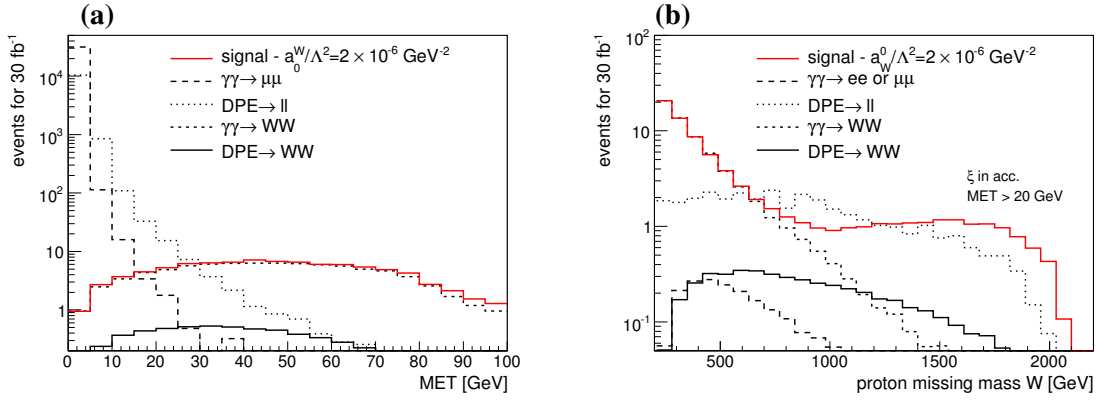 (a)
events for 30 fb⁻¹
10⁴
10³
10²
10
1
signal - a₀ᵂ/Λ²=2 × 10⁻⁶ GeV⁻²
γγ→μμ
DPE→ll
γγ→WW
DPE→WW
0 10 20 30 40 50 60 70 80 90 100
MET [GeV]
(b)
events for 30 fb⁻¹
10²
10
1
10⁻¹
signal - a⁰_W/Λ²=2 × 10⁻⁶ GeV⁻²
γγ→ee or μμ
DPE→ll
γγ→WW
DPE→WW
ξ in acc.
MET > 20 GeV
500 1000 1500 2000
proton missing mass W [GeV]